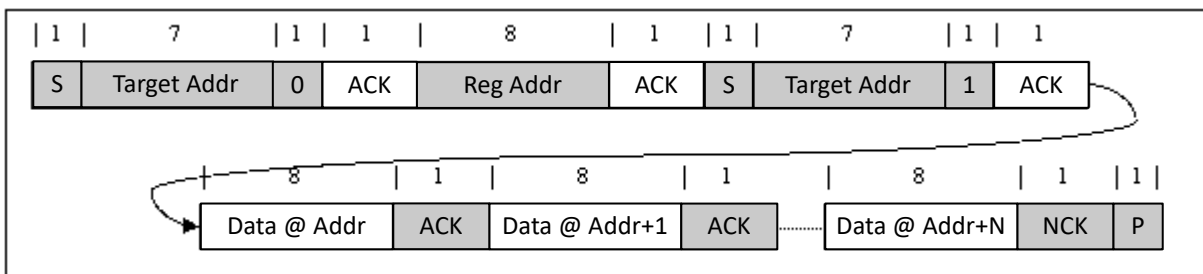 | 1 | 7 | 1 | 1 | 8 | 1 | 1 | 7 | 1 | 1
S Target Addr 0 ACK Reg Addr ACK S Target Addr 1 ACK
| 8 | 1 | 8 | 1 | 8 | 1 | 1 |
Data @ Addr ACK Data @ Addr+1 ACK Data @ Addr+N NCK P